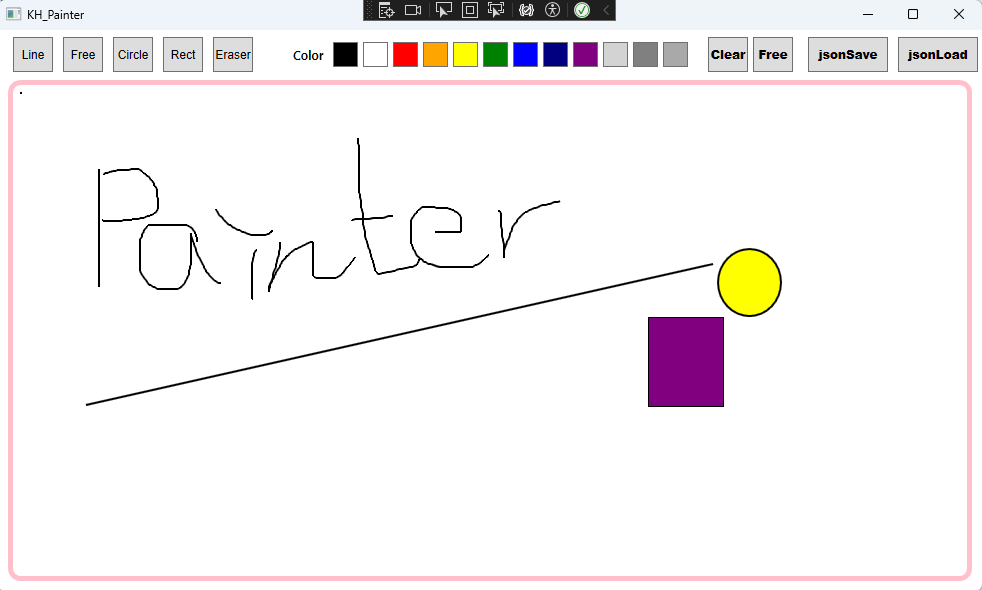 KH_Painter
Line Free Circle Rect Eraser Color Clear Free jsonSave jsonLoad
Painter